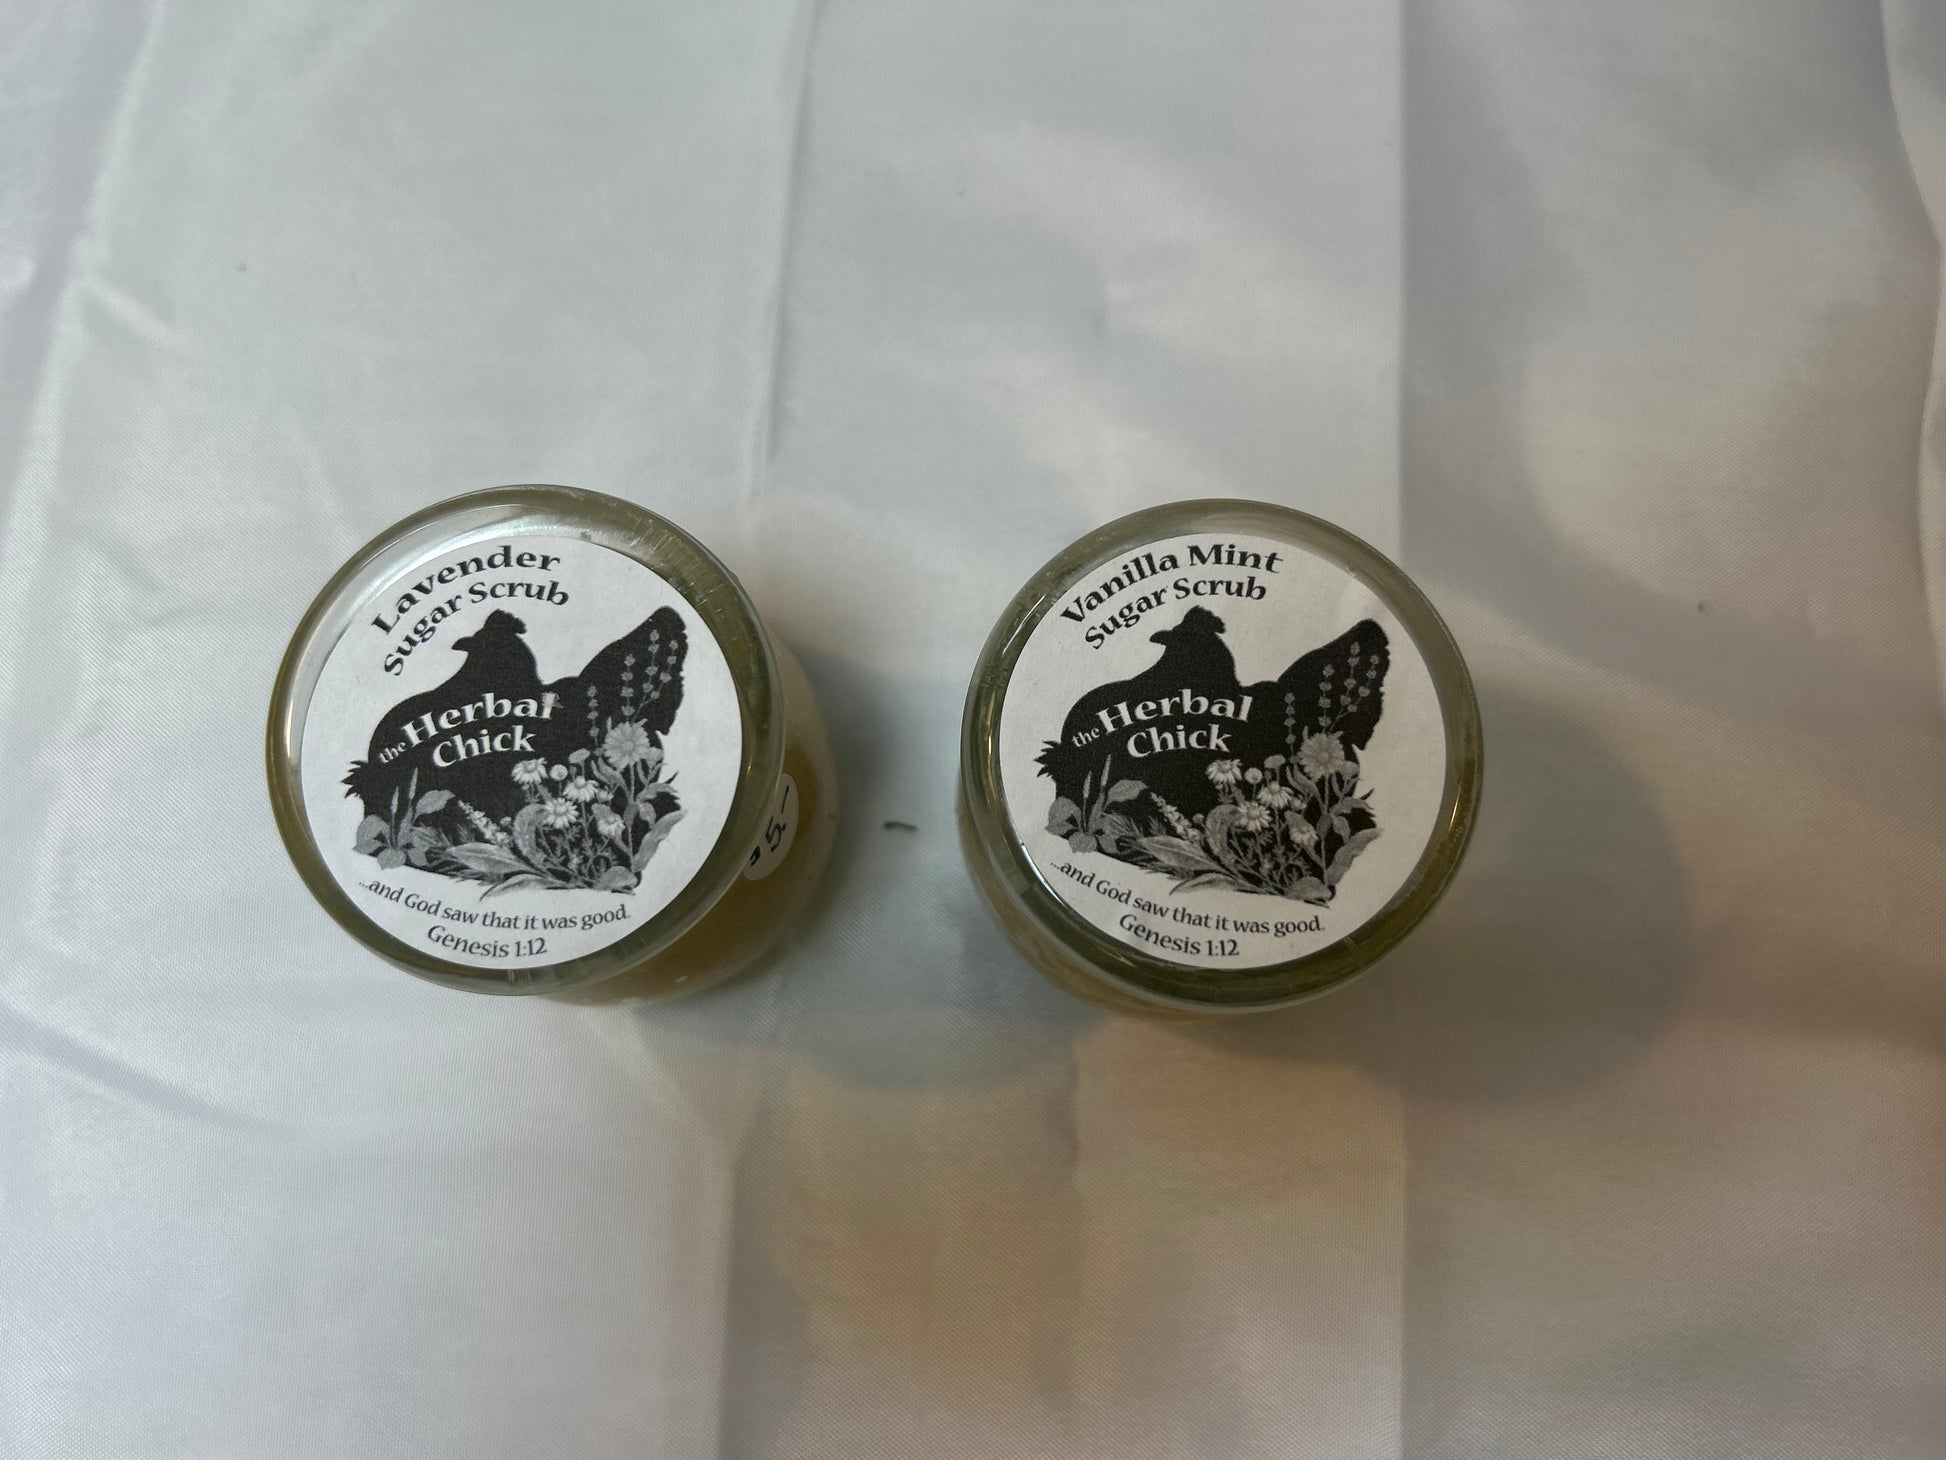 Lavender
Sugar Scrub
the Herbal
Chick
...and God saw that it was good.
Genesis 1:12
$5.-
Vanilla Mint
Sugar Scrub
the Herbal
Chick
...and God saw that it was good.
Genesis 1:12